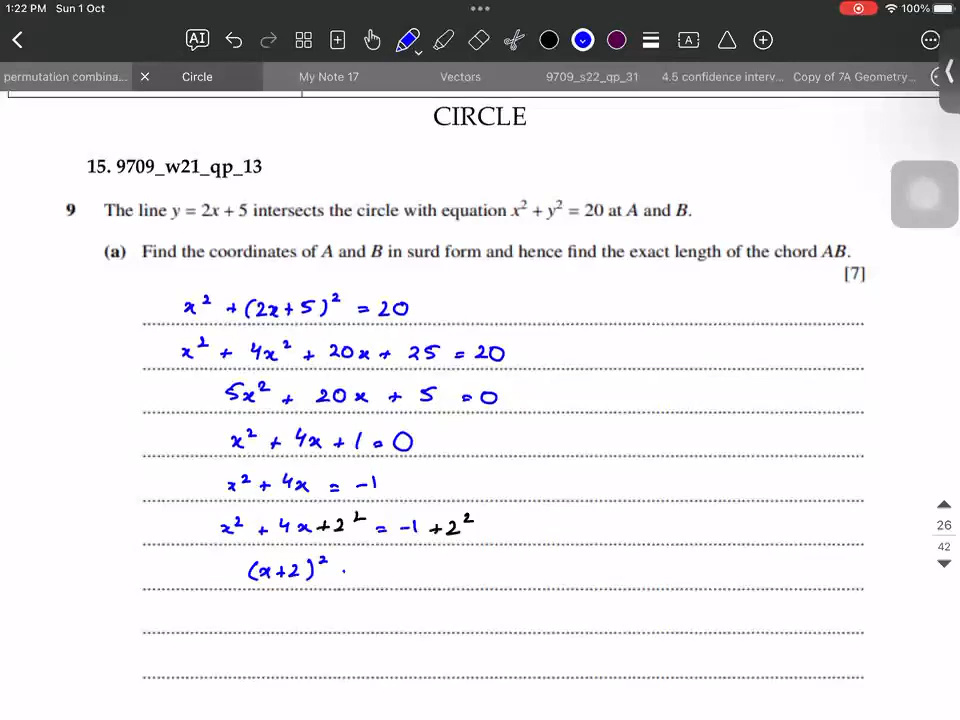 1:22 PM Sun 1 Oct
100%
AI
A
permutation combina...
Circle
My Note 17
Vectors
9709_s22_qp_31
4.5 confidence interv...
Copy of 7A Geometry...
CIRCLE
15. 9709_w21_qp_13
9 The line y = 2x + 5 intersects the circle with equation x² + y² = 20 at A and B.
(a) Find the coordinates of A and B in surd form and hence find the exact length of the chord AB.
[7]
x² + (2x+5)² = 20
x² + 4x² + 20x + 25 = 20
5x² + 20x + 5 = 0
x² + 4x + 1 = 0
x² + 4x = -1
x² + 4x + 2² = -1 + 2²
(x+2)²
26
42